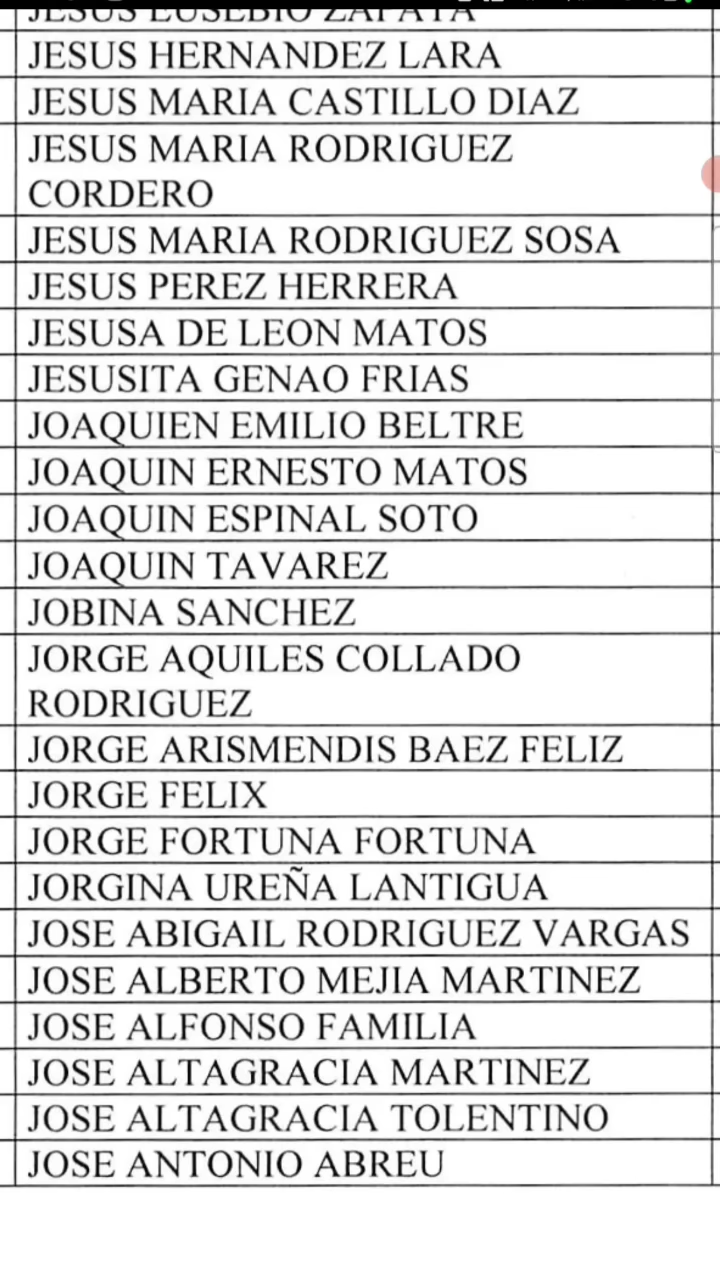 JESUS EUSEBIO ZAPATA
JESUS HERNANDEZ LARA
JESUS MARIA CASTILLO DIAZ
JESUS MARIA RODRIGUEZ
CORDERO
JESUS MARIA RODRIGUEZ SOSA
JESUS PEREZ HERRERA
JESUSA DE LEON MATOS
JESUSITA GENAO FRIAS
JOAQUIEN EMILIO BELTRE
JOAQUIN ERNESTO MATOS
JOAQUIN ESPINAL SOTO
JOAQUIN TAVAREZ
JOBINA SANCHEZ
JORGE AQUILES COLLADO
RODRIGUEZ
JORGE ARISMENDIS BAEZ FELIZ
JORGE FELIX
JORGE FORTUNA FORTUNA
JORGINA UREÑA LANTIGUA
JOSE ABIGAIL RODRIGUEZ VARGAS
JOSE ALBERTO MEJIA MARTINEZ
JOSE ALFONSO FAMILIA
JOSE ALTAGRACIA MARTINEZ
JOSE ALTAGRACIA TOLENTINO
JOSE ANTONIO ABREU